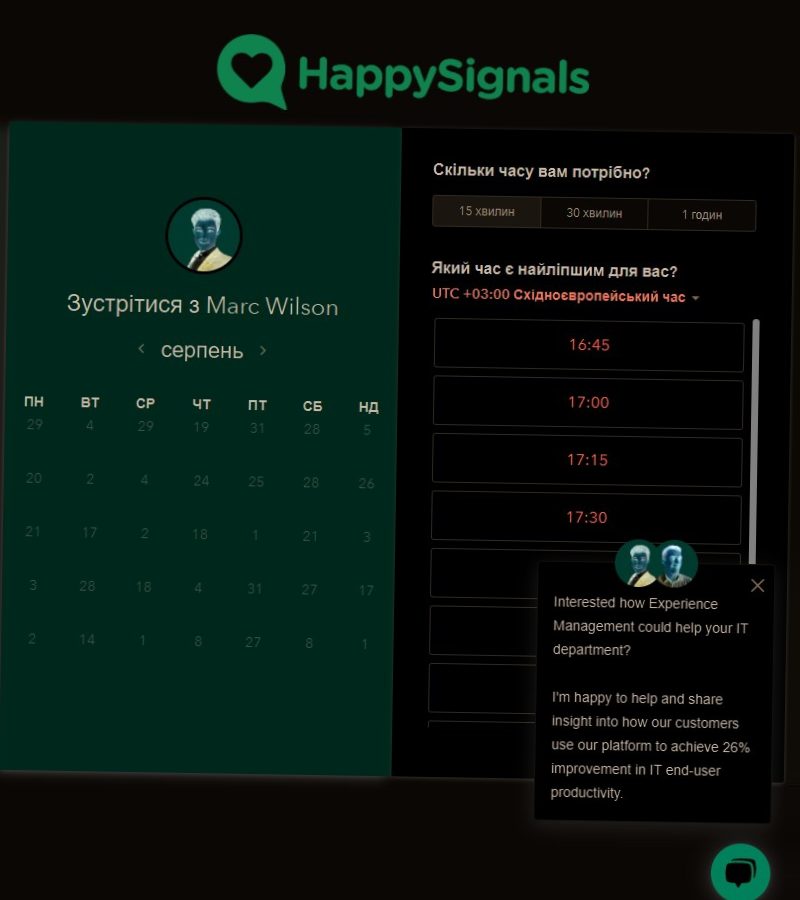 HappySignals
Зустрітися з Marc Wilson
серпень
ПН ВТ СР ЧТ ПТ СБ НД
29 4 29 19 31 28 5
20 2 4 24 25 28 26
21 17 2 18 1 21 3
3 28 18 4 31 27 17
2 14 1 8 27 8 1
Скільки часу вам потрібно?
15 хвилин 30 хвилин 1 годин
Який час є найліпшим для вас?
UTC +03:00 Східноєвропейський час
16:45
17:00
17:15
17:30
Interested how Experience
Management could help your IT
department?
I'm happy to help and share
insight into how our customers
use our platform to achieve 26%
improvement in IT end-user
productivity.